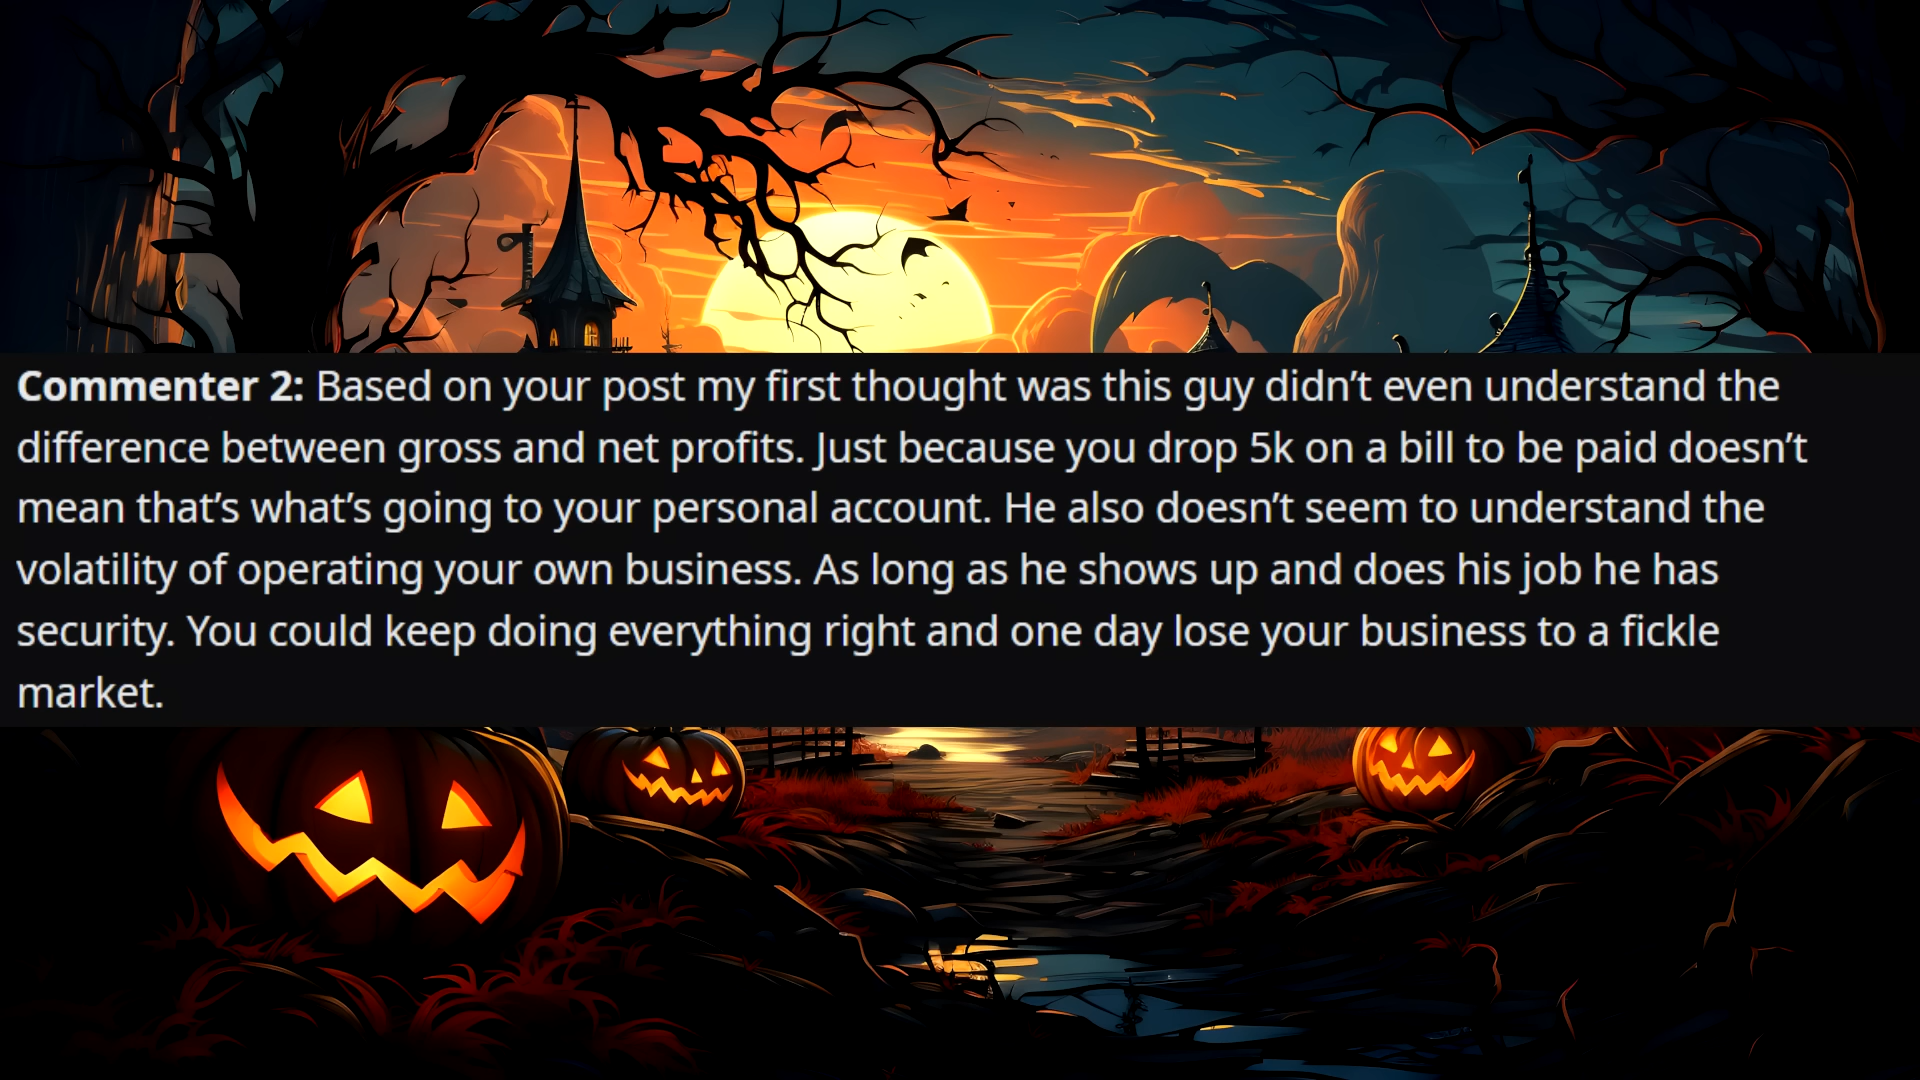 Commenter 2: Based on your post my first thought was this guy didn’t even understand the
difference between gross and net profits. Just because you drop 5k on a bill to be paid doesn’t
mean that’s what’s going to your personal account. He also doesn’t seem to understand the
volatility of operating your own business. As long as he shows up and does his job he has
security. You could keep doing everything right and one day lose your business to a fickle
market.